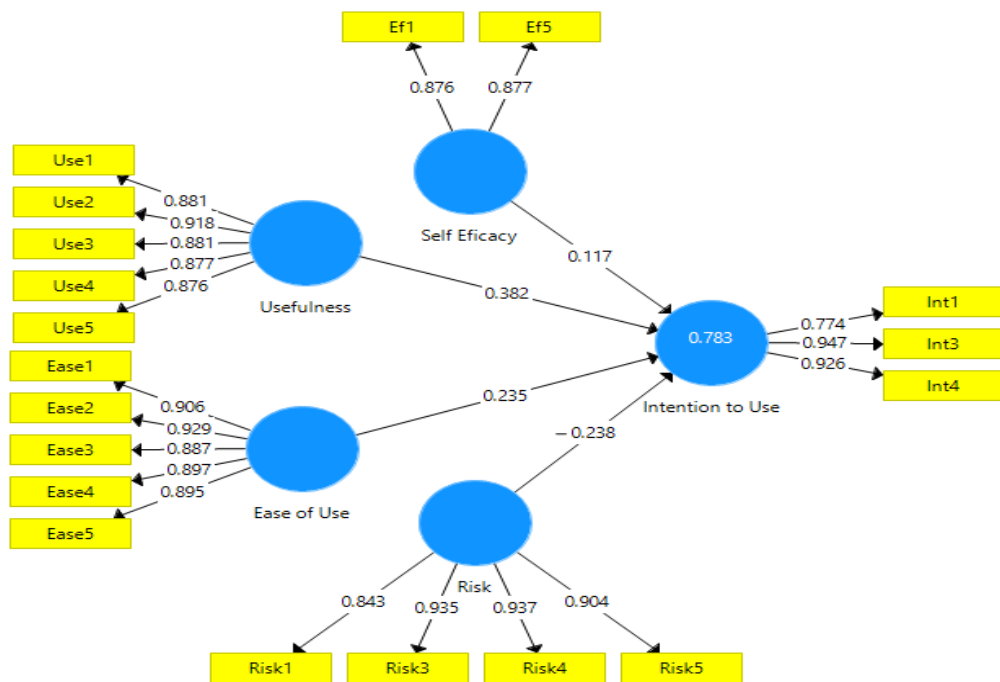 Ef1
Ef5
0.876
0.877
Self Eficacy
Use1
Use2
Use3
Use4
Use5
0.881
0.918
0.881
0.877
0.876
Usefulness
Ease1
Ease2
Ease3
Ease4
Ease5
0.906
0.929
0.887
0.897
0.895
Ease of Use
0.117
0.382
0.235
– 0.238
0.783
Intention to Use
0.774
0.947
0.926
Int1
Int3
Int4
Risk
0.843
0.935
0.937
0.904
Risk1
Risk3
Risk4
Risk5